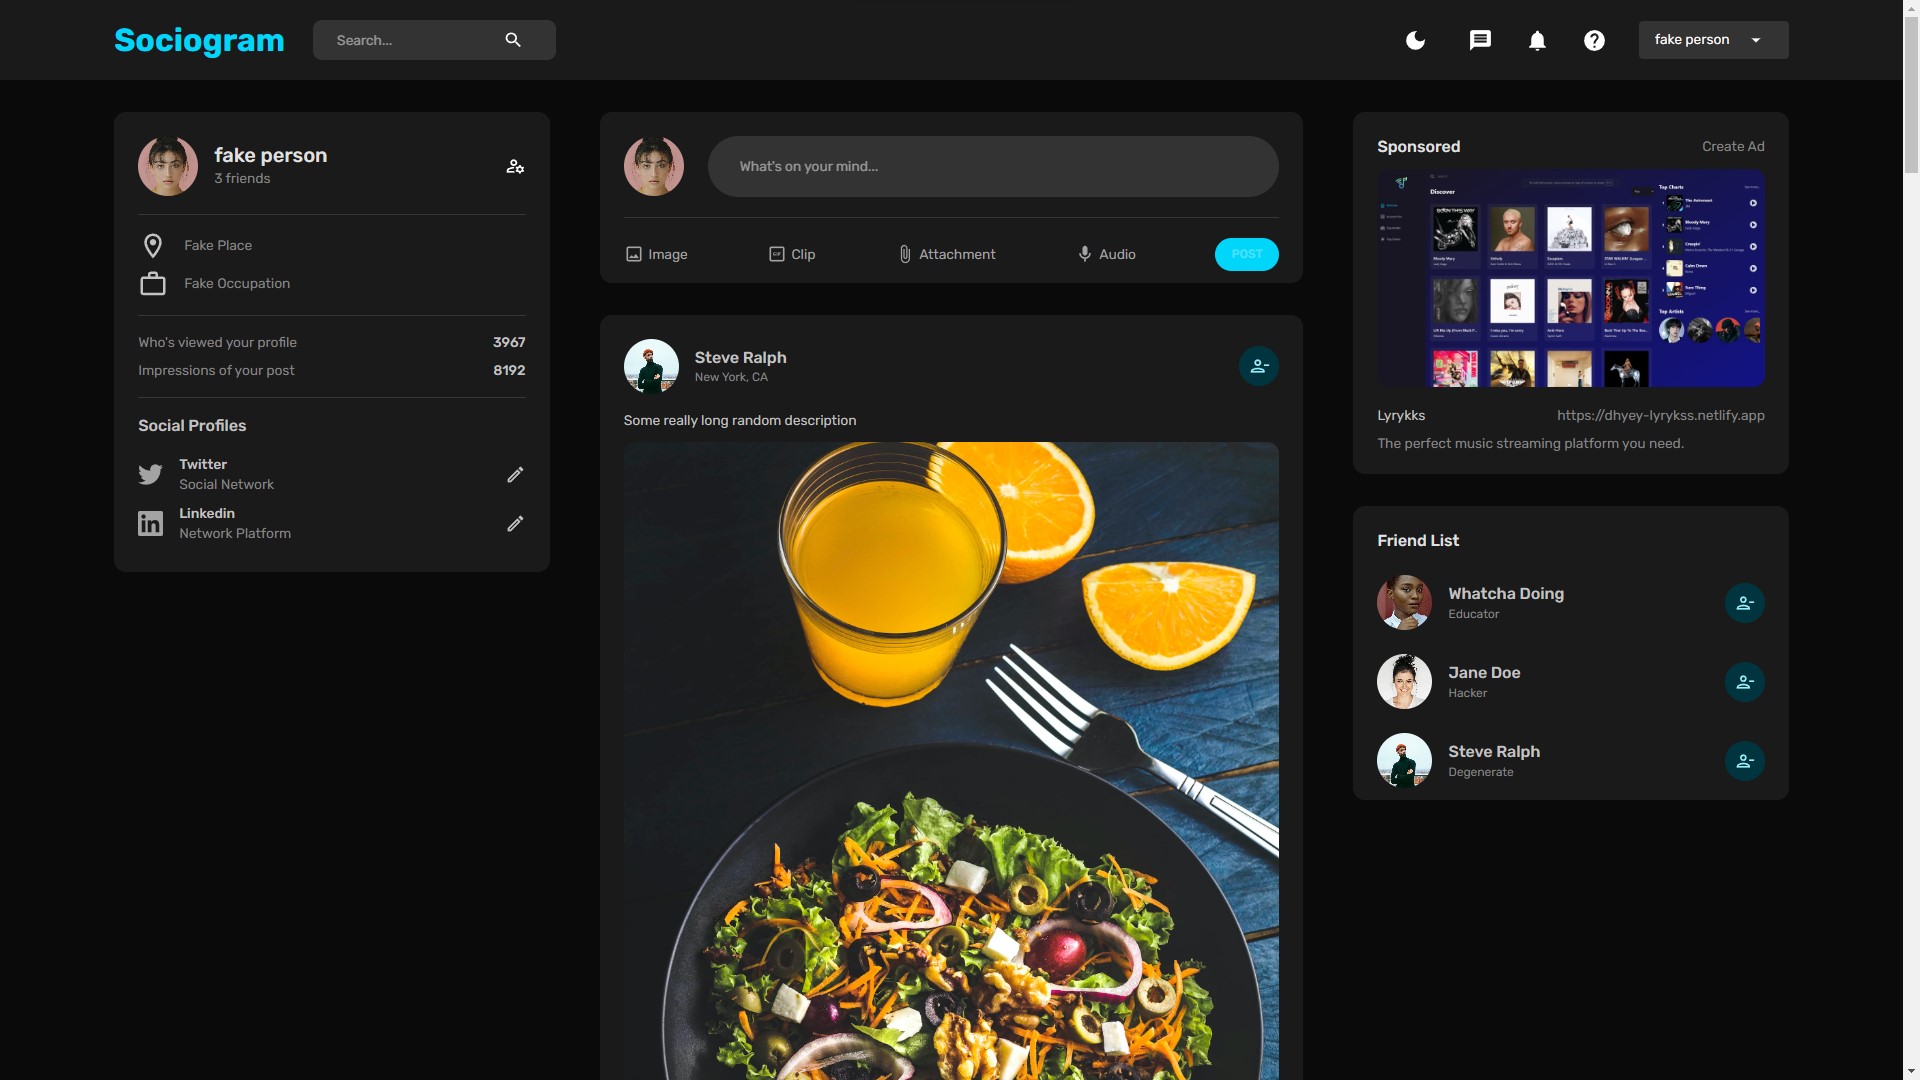 Sociogram
Search...
fake person
fake person
3 friends
Fake Place
Fake Occupation
Who's viewed your profile 3967
Impressions of your post 8192
Social Profiles
Twitter
Social Network
Linkedin
Network Platform
What's on your mind...
Image Clip Attachment Audio POST
Steve Ralph
New York, CA
Some really long random description
Sponsored Create Ad
Discover
Top Charts
Top Artists
Lyrykks https://dhyey-lyrykss.netlify.app
The perfect music streaming platform you need.
Friend List
Whatcha Doing
Educator
Jane Doe
Hacker
Steve Ralph
Degenerate